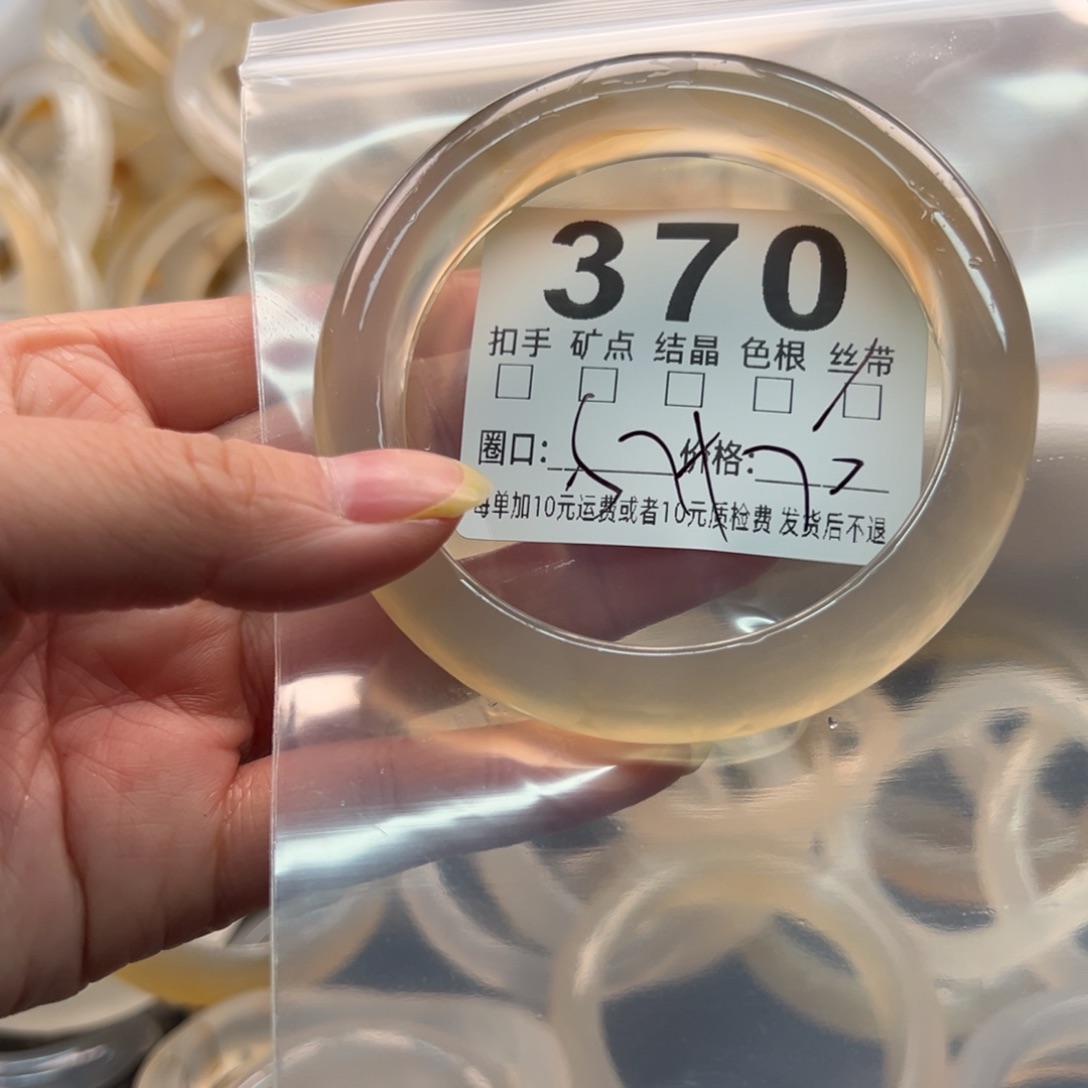 370
扣手 矿点 结晶 色根 丝带
圈口: 价格:
每单加10元运费或者10元质检费 发货后不退